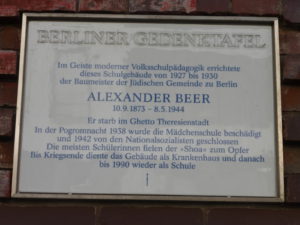 BERLINER GEDENKTAFEL
Im Geiste moderner Volksschulpädagogik errichtete
dieses Schulgebäude von 1927 bis 1930
der Baumeister der Jüdischen Gemeinde zu Berlin
ALEXANDER BEER
10.9.1873 – 8.5.1944
Er starb im Ghetto Theresienstadt
In der Pogromnacht 1938 wurde die Mädchenschule beschädigt
und 1942 von den Nationalsozialisten geschlossen
Die meisten Schülerinnen fielen der »Shoa« zum Opfer
Bis Kriegsende diente das Gebäude als Krankenhaus und danach
bis 1990 wieder als Schule